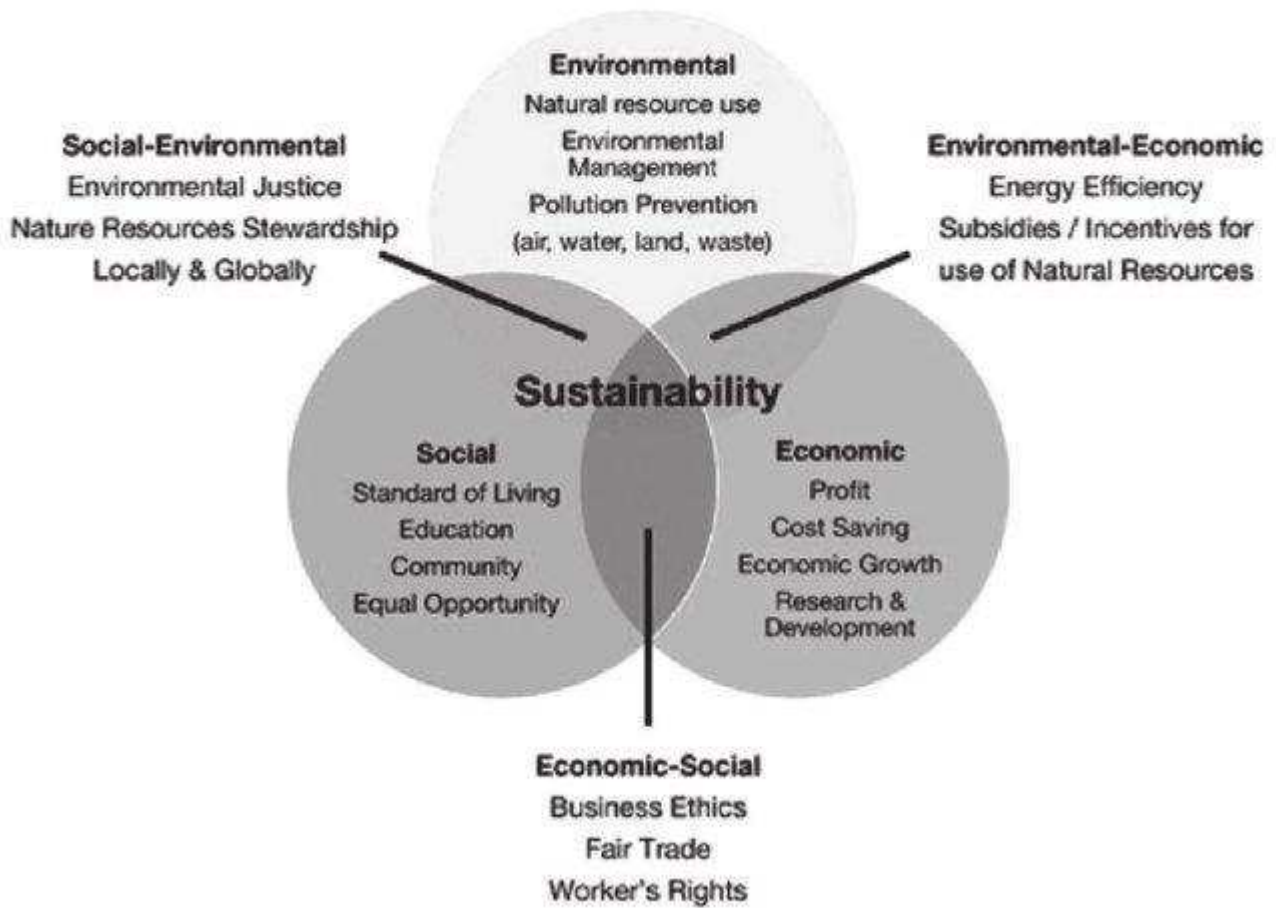 Environmental
Natural resource use
Environmental
Management
Pollution Prevention
(air, water, land, waste)
Social-Environmental
Environmental Justice
Nature Resources Stewardship
Locally & Globally
Environmental-Economic
Energy Efficiency
Subsidies / Incentives for
use of Natural Resources
Sustainability
Social
Standard of Living
Education
Community
Equal Opportunity
Economic
Profit
Cost Saving
Economic Growth
Research &
Development
Economic-Social
Business Ethics
Fair Trade
Worker's Rights